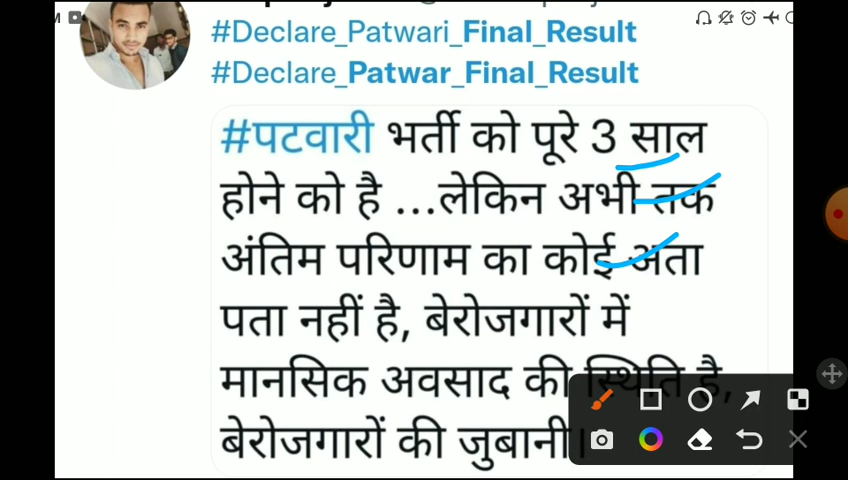 #Declare_Patwari_Final_Result
#Declare_Patwar_Final_Result
#पटवारी भर्ती को पूरे 3 साल
होने को है ...लेकिन अभी तक
अंतिम परिणाम का कोई अता
पता नहीं है, बेरोजगारों में
मानसिक अवसाद की स्थिति है,
बेरोजगारों की जुबानी।